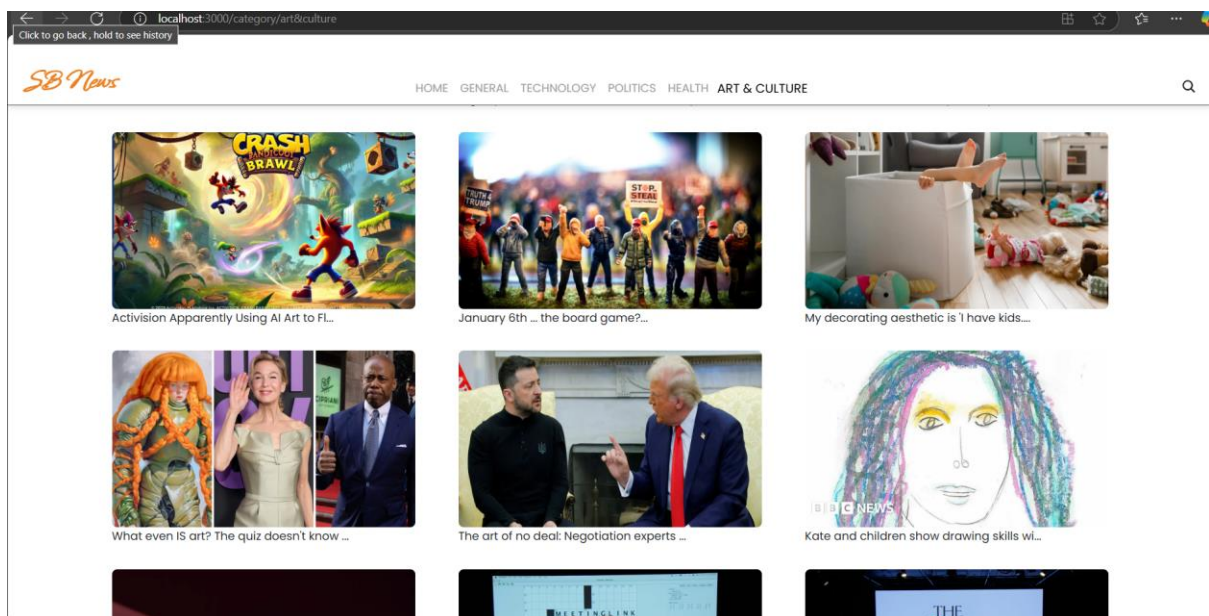 localhost:3000/category/art&culture
Click to go back, hold to see history
SB News
HOME GENERAL TECHNOLOGY POLITICS HEALTH ART & CULTURE
CRASH
BANDICOOT
BRAWL
TRUTH &
TRUMP
STOP
STEAL
Activision Apparently Using AI Art to Fl...
January 6th ... the board game?...
My decorating aesthetic is 'I have kids....
CIPRIANI
BBC NEWS
What even IS art? The quiz doesn't know ...
The art of no deal: Negotiation experts ...
Kate and children show drawing skills wi...
MEETINGLINK
THE